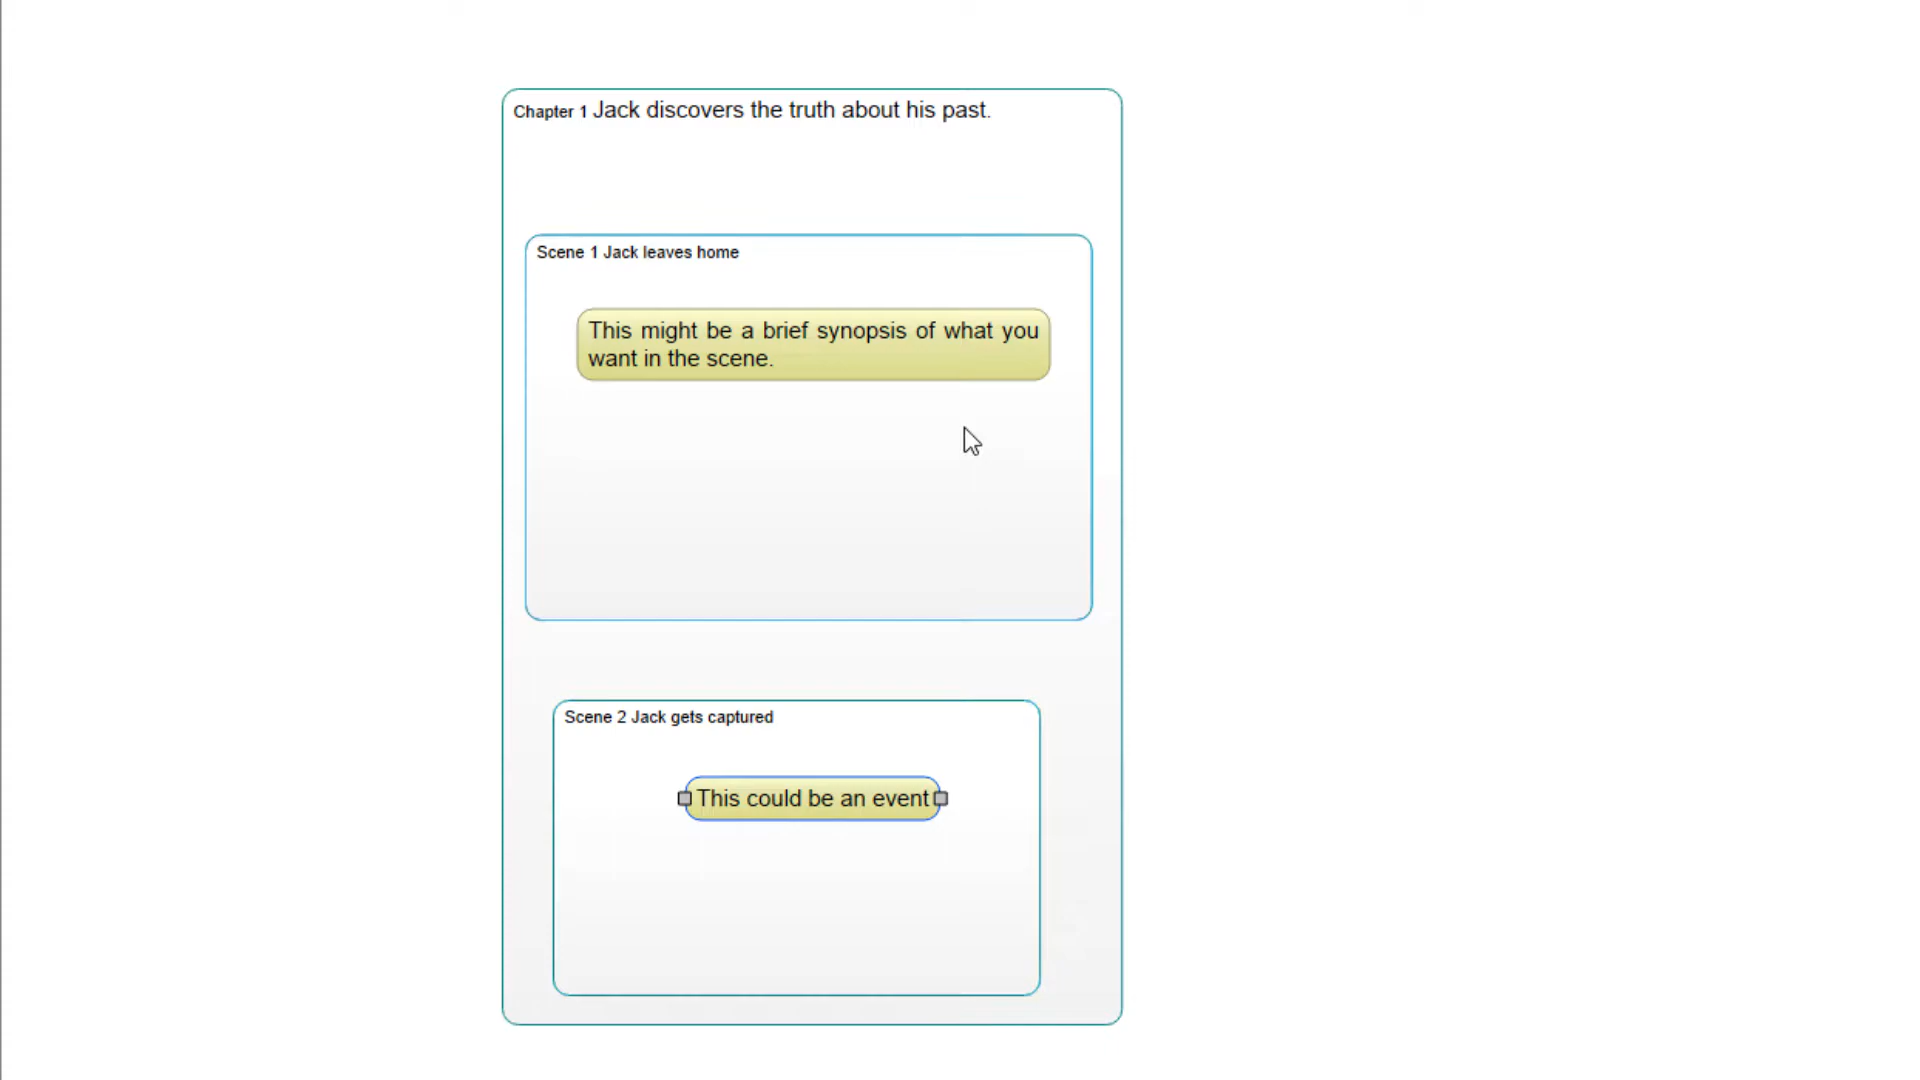 Chapter 1 Jack discovers the truth about his past.
Scene 1 Jack leaves home
This might be a brief synopsis of what you
want in the scene.
Scene 2 Jack gets captured
This could be an event